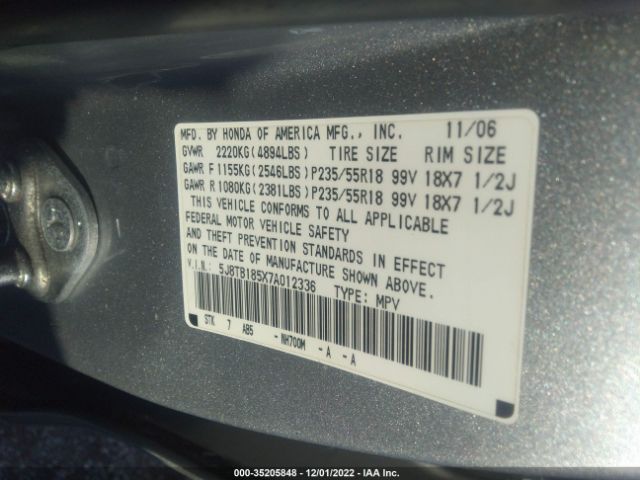 MFD. BY HONDA OF AMERICA MFG., INC. 11/06
GVWR 2220KG(4894LBS) TIRE SIZE RIM SIZE
GAWR F1155KG(2546LBS)P235/55R18 99V 18X7 1/2J
GAWR R1080KG(2381LBS)P235/55R18 99V 18X7 1/2J
THIS VEHICLE CONFORMS TO ALL APPLICABLE
FEDERAL MOTOR VEHICLE SAFETY
AND THEFT PREVENTION STANDARDS IN EFFECT
ON THE DATE OF MANUFACTURE SHOWN ABOVE.
V.I.N.: 5J8TB185X7A012336 TYPE: MPV
STK 7 AB5 -NH700M -A -A
000-35205848 - 12/01/2022 - IAA Inc.